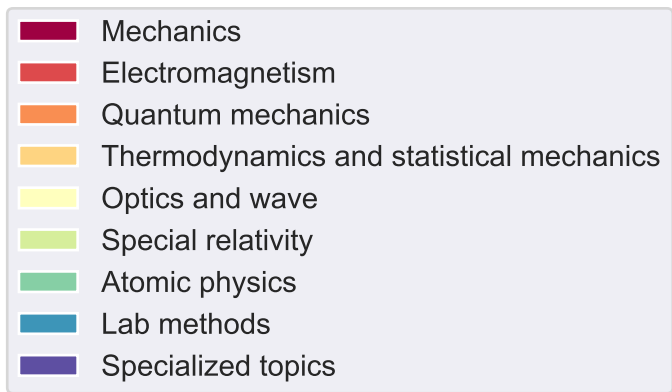 Mechanics
Electromagnetism
Quantum mechanics
Thermodynamics and statistical mechanics
Optics and wave
Special relativity
Atomic physics
Lab methods
Specialized topics